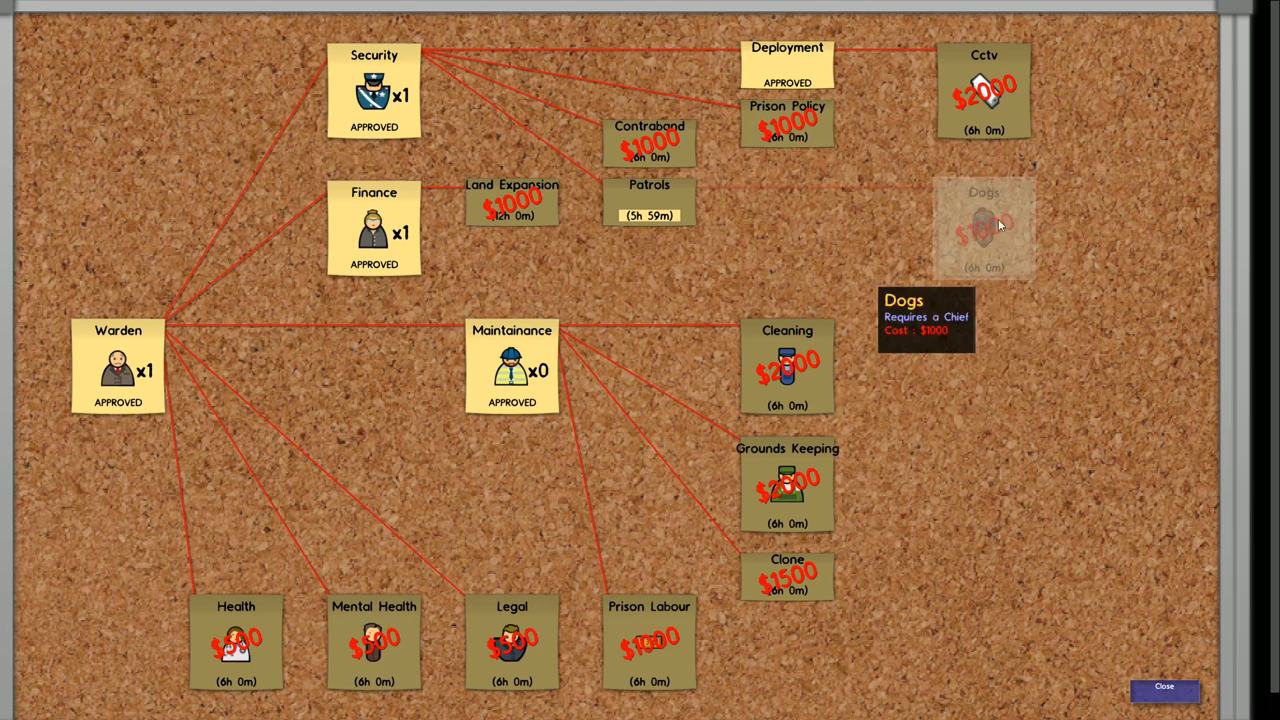 Security
x1
APPROVED
Deployment
APPROVED
Cctv
$2000
(6h 0m)
Prison Policy
$1000
(6h 0m)
Contraband
$1000
(6h 0m)
Finance
x1
APPROVED
Land Expansion
$1000
(12h 0m)
Patrols
(5h 59m)
Dogs
$1000
(6h 0m)
Dogs
Requires a Chief
Cost : $1000
Warden
x1
APPROVED
Maintainance
x0
APPROVED
Cleaning
$2000
(6h 0m)
Grounds Keeping
$2000
(6h 0m)
Clone
$1500
(6h 0m)
Health
$500
(6h 0m)
Mental Health
$500
(6h 0m)
Legal
$500
(6h 0m)
Prison Labour
$1000
(6h 0m)
Close